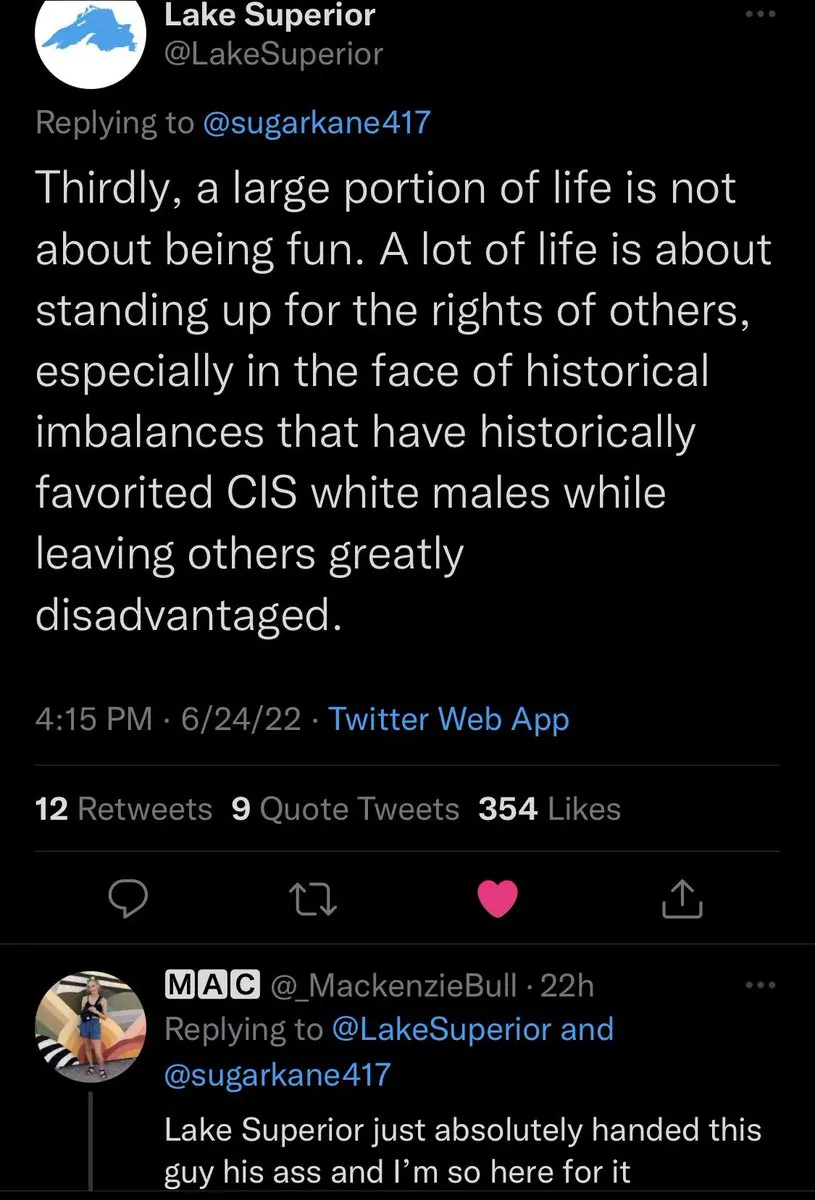 Lake Superior
@LakeSuperior
Replying to @sugarkane417
Thirdly, a large portion of life is not
about being fun. A lot of life is about
standing up for the rights of others,
especially in the face of historical
imbalances that have historically
favorited CIS white males while
leaving others greatly
disadvantaged.
4:15 PM · 6/24/22 · Twitter Web App
12 Retweets 9 Quote Tweets 354 Likes
MAC @_MackenzieBull · 22h
Replying to @LakeSuperior and
@sugarkane417
Lake Superior just absolutely handed this
guy his ass and I’m so here for it